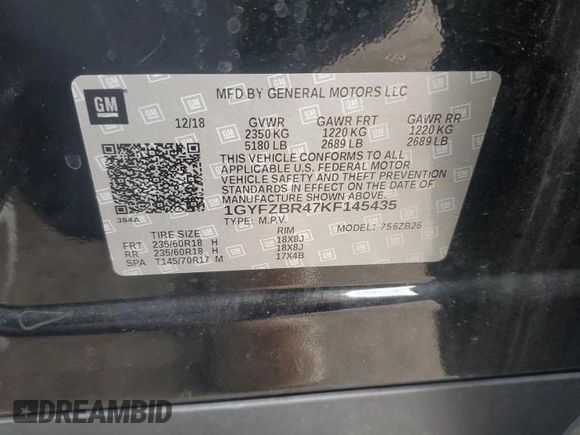 GM
MFD BY GENERAL MOTORS LLC
12/18 GVWR GAWR FRT GAWR RR
2350 KG 1220 KG 1220 KG
5180 LB 2689 LB 2689 LB
THIS VEHICLE CONFORMS TO ALL
APPLICABLE U.S. FEDERAL MOTOR
VEHICLE SAFETY AND THEFT
PREVENTION STANDARDS IN EFFECT
ON THE DATE OF MANUFACTURE
SHOWN ABOVE.
1GYFZBR47KF145435
384A TYPE: M.P.V. MODEL: 756ZB26
TIRE SIZE RIM
FRT 235/60R18 H 18X8J
RR 235/60R18 H 18X8J
SPA T145/70R17 M 17X4B
DREAMBID